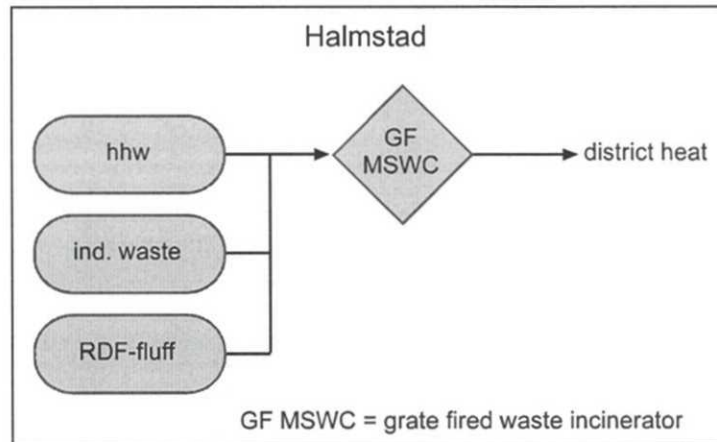 Halmstad
hhw
GF
MSWC
district heat
ind. waste
RDF-fluff
GF MSWC = grate fired waste incinerator